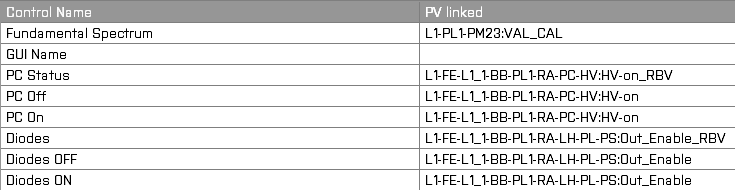 Control Name PV linked
Fundamental Spectrum L1-PL1-PM23:VAL_CAL
GUI Name
PC Status L1-FE-L1_1-BB-PL1-RA-PC-HV:HV-on_RBV
PC Off L1-FE-L1_1-BB-PL1-RA-PC-HV:HV-on
PC On L1-FE-L1_1-BB-PL1-RA-PC-HV:HV-on
Diodes L1-FE-L1_1-BB-PL1-RA-LH-PL-PS:Out_Enable_RBV
Diodes OFF L1-FE-L1_1-BB-PL1-RA-LH-PL-PS:Out_Enable
Diodes ON L1-FE-L1_1-BB-PL1-RA-LH-PL-PS:Out_Enable